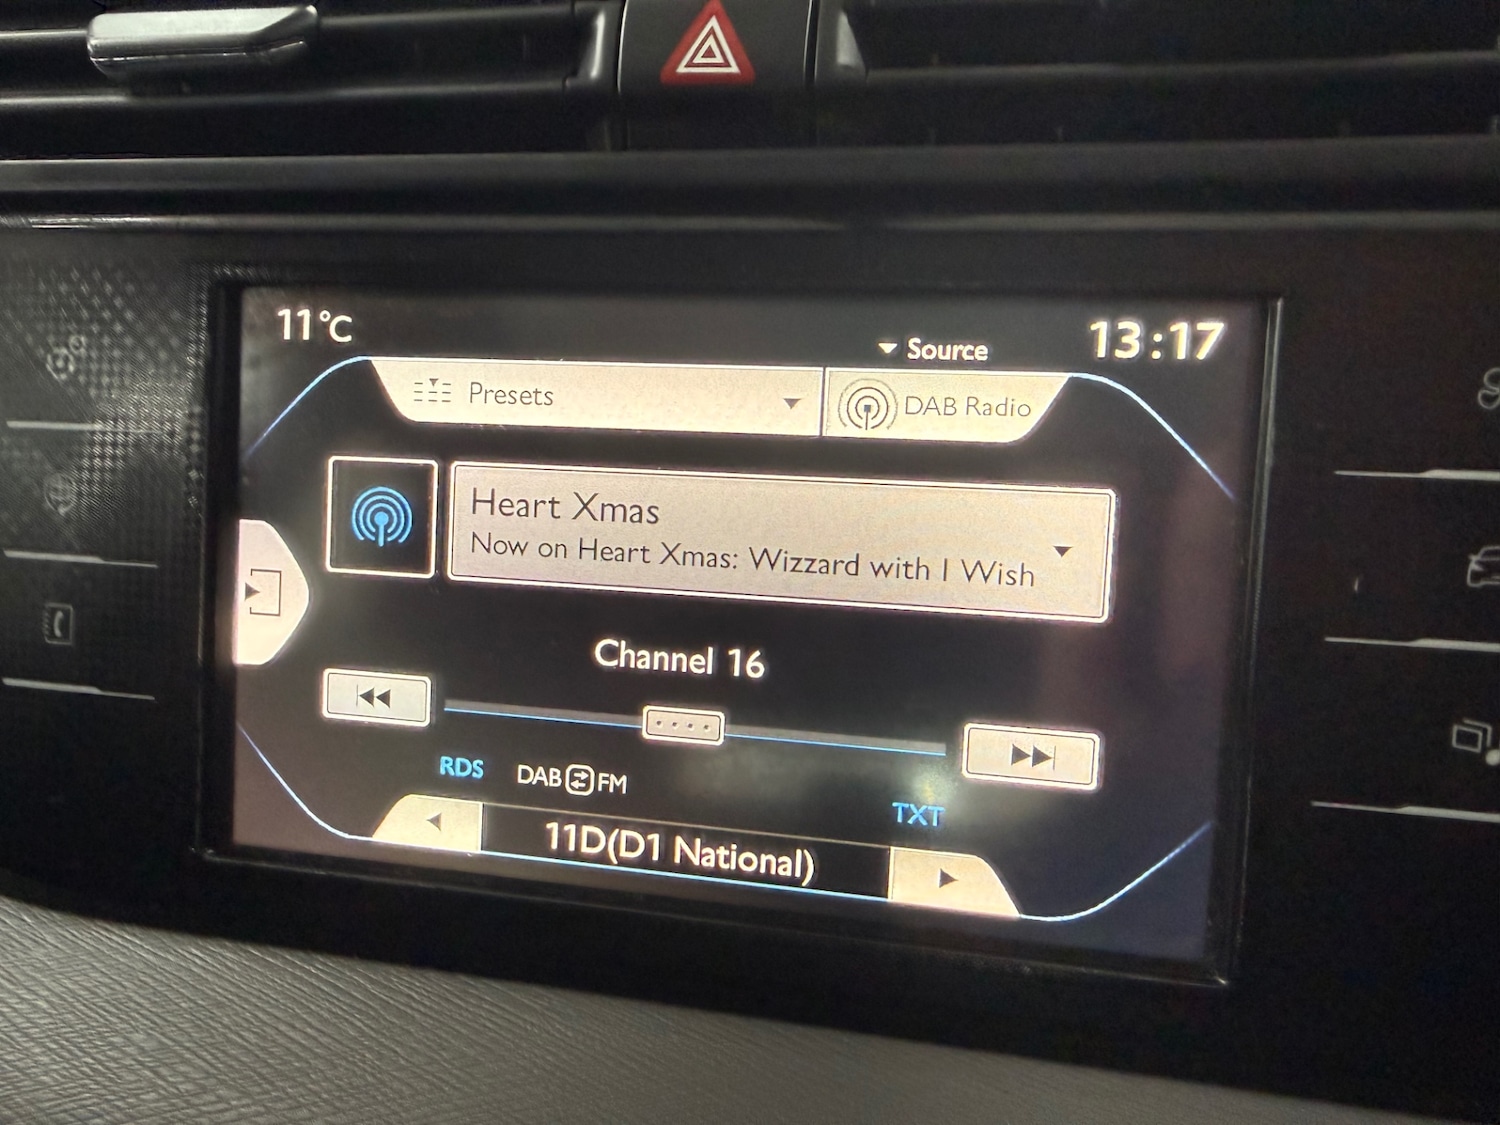 11°C
Source
13:17
Presets
DAB Radio
Heart Xmas
Now on Heart Xmas: Wizzard with I Wish
Channel 16
RDS
DAB FM
TXT
11D(D1 National)